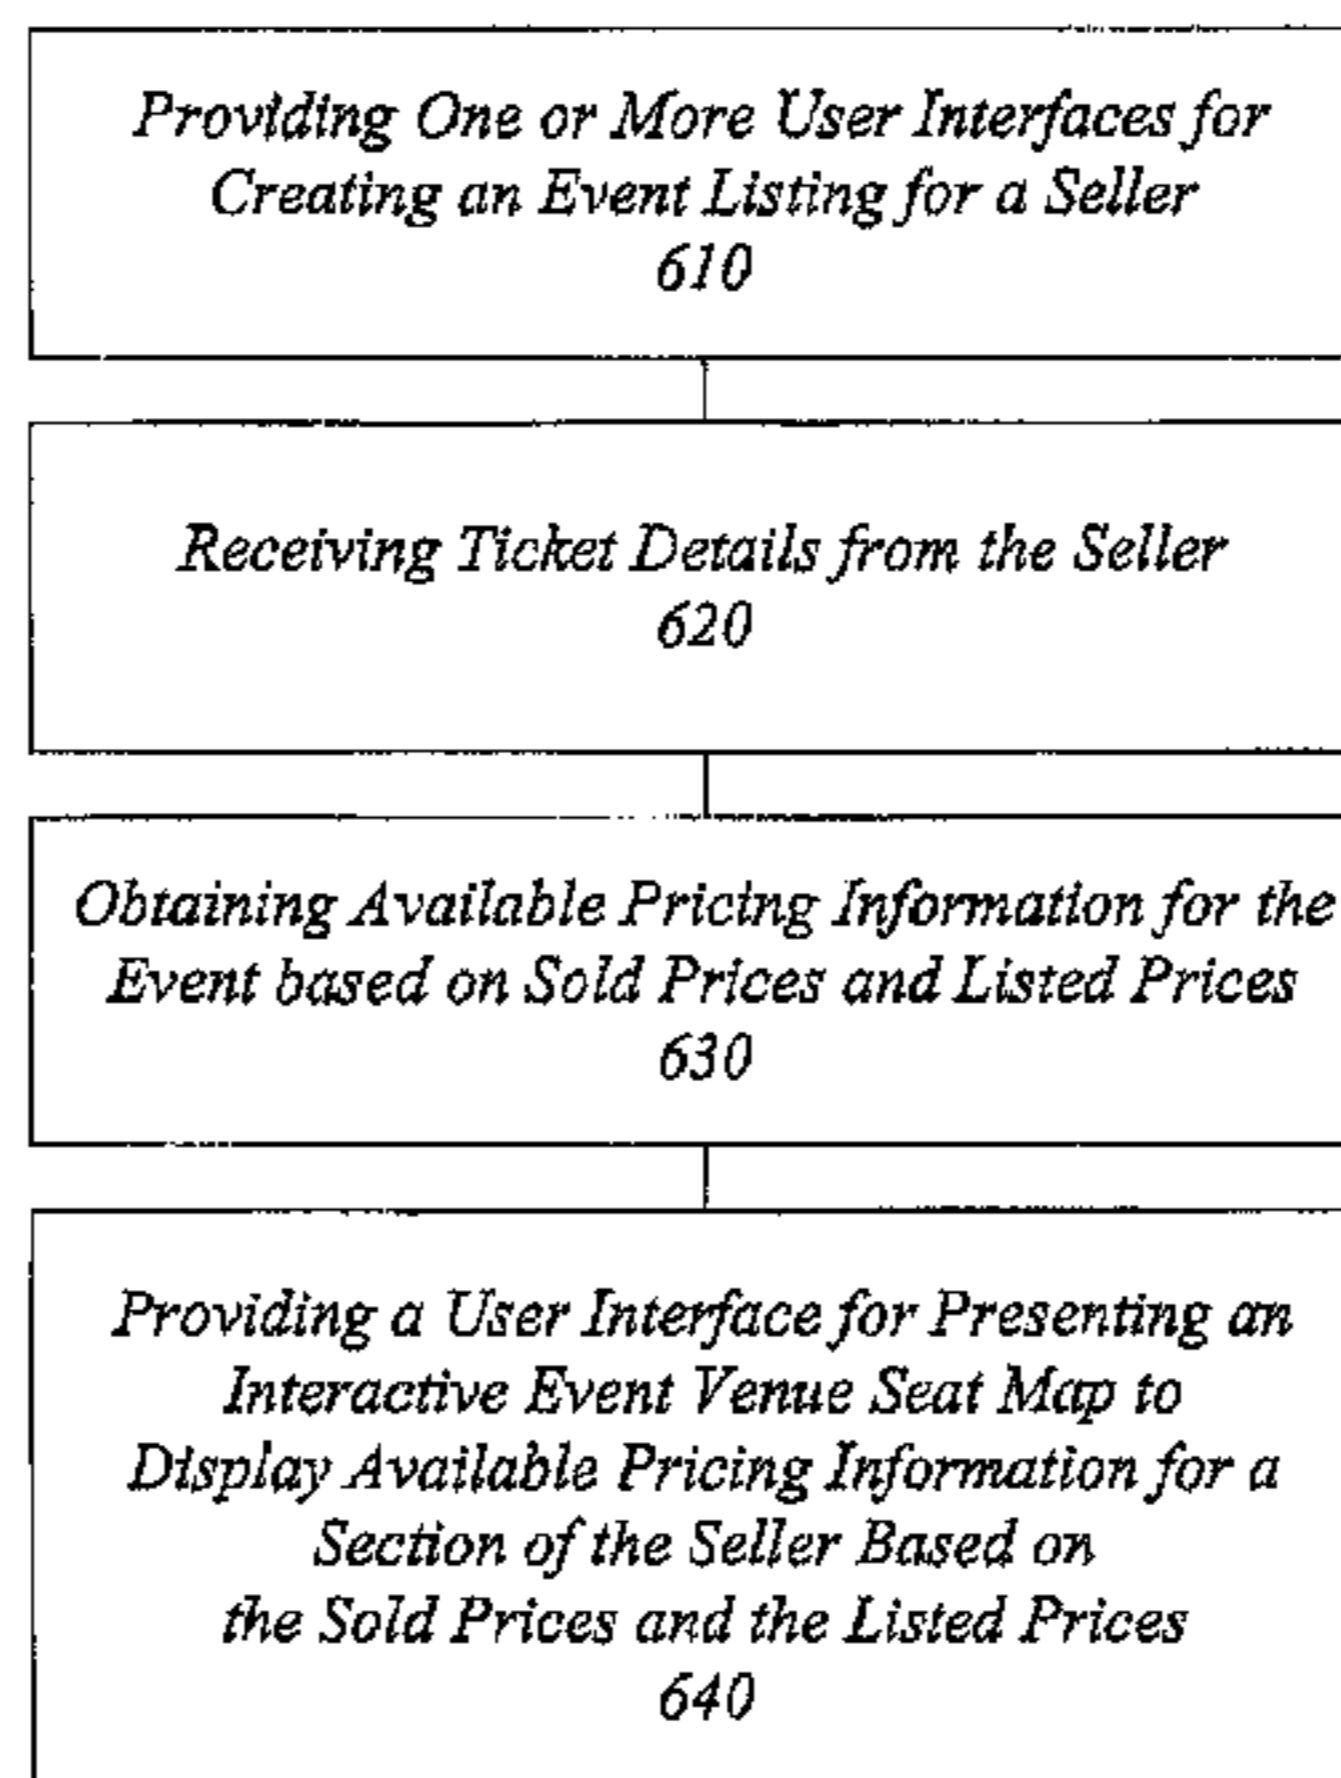 Providing One or More User Interfaces for
Creating an Event Listing for a Seller
610
Receiving Ticket Details from the Seller
620
Obtaining Available Pricing Information for the
Event based on Sold Prices and Listed Prices
630
Providing a User Interface for Presenting an
Interactive Event Venue Seat Map to
Display Available Pricing Information for a
Section of the Seller Based on
the Sold Prices and the Listed Prices
640